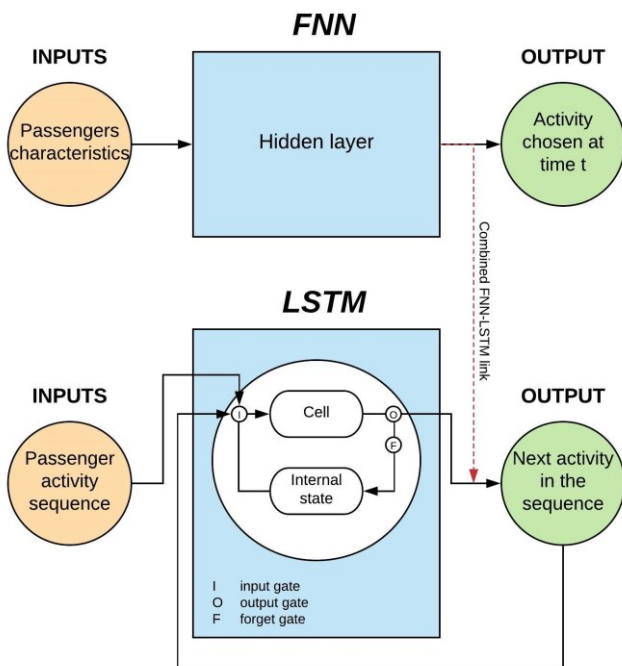 FNN
INPUTS
OUTPUT
Passengers
characteristics
Hidden layer
Activity
chosen at
time t
Combined FNN-LSTM link
LSTM
INPUTS
OUTPUT
Passenger
activity
sequence
I
Cell
O
F
Internal
state
Next activity
in the
sequence
I input gate
O output gate
F forget gate